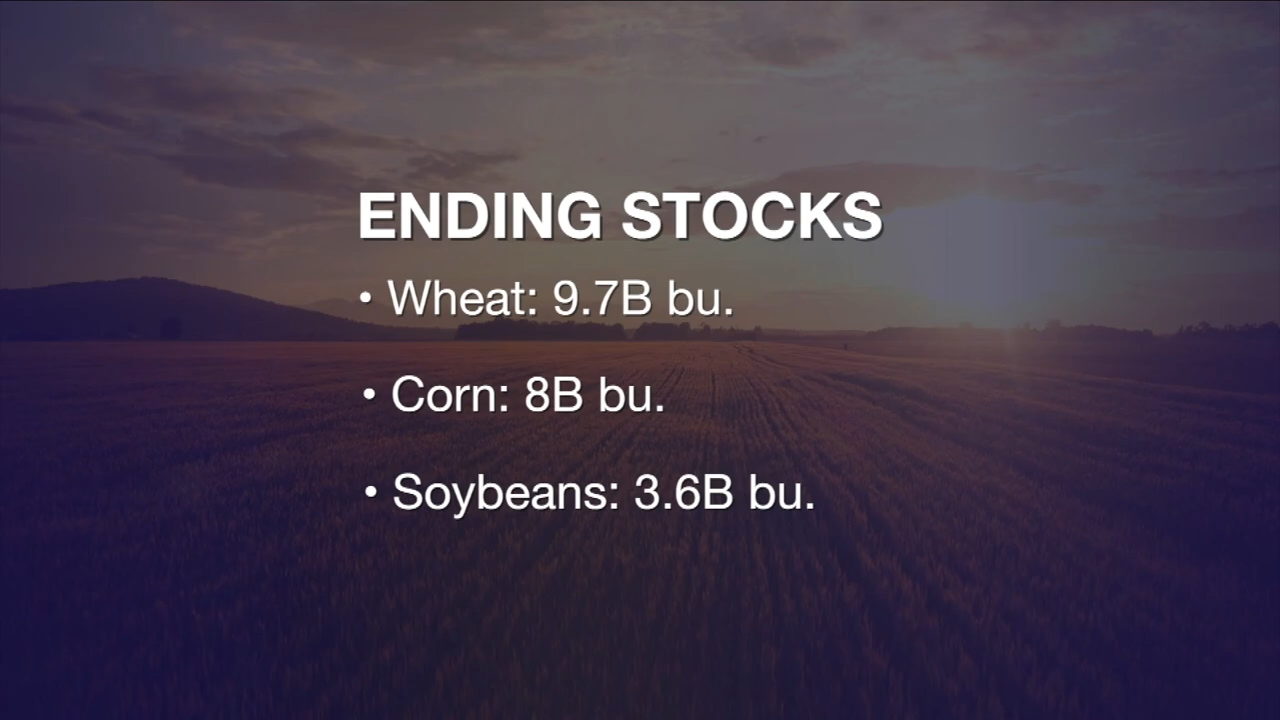 ENDING STOCKS
• Wheat: 9.7B bu.
• Corn: 8B bu.
• Soybeans: 3.6B bu.